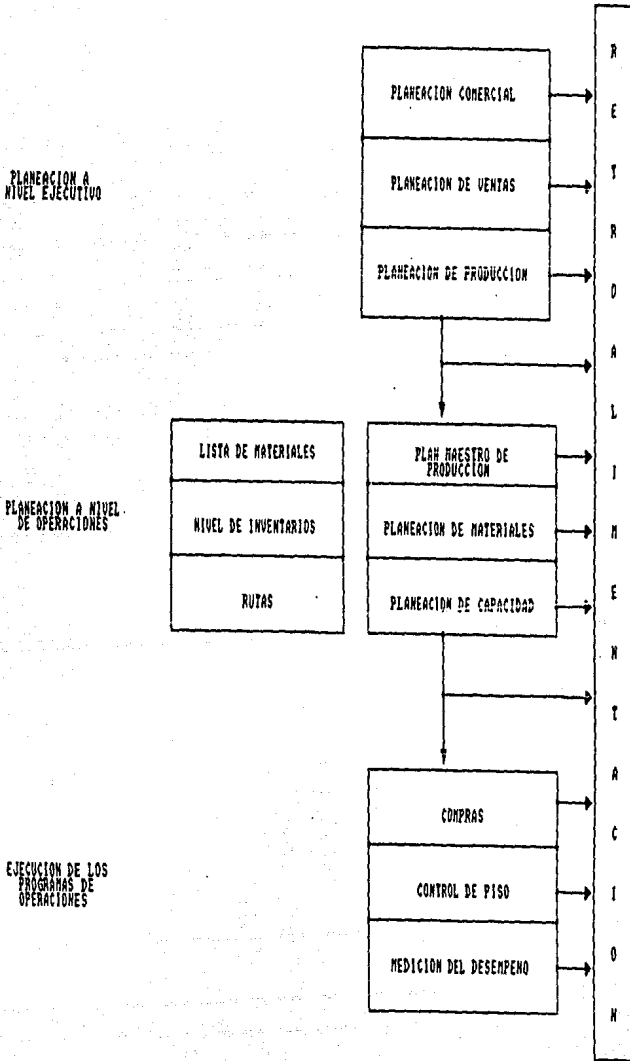 PLANEACION COMERCIAL
PLANEACION A
NIVEL EJECUTIVO
PLANEACION DE VENTAS
PLANEACION DE PRODUCCION
LISTA DE MATERIALES
PLAN MAESTRO DE
PRODUCCION
PLANEACION A NIVEL
DE OPERACIONES
NIVEL DE INVENTARIOS
PLANEACION DE MATERIALES
RUTAS
PLANEACION DE CAPACIDAD
COMPRAS
EJECUCION DE LOS
PROGRAMAS DE
OPERACIONES
CONTROL DE PISO
MEDICION DEL DESEMPENO
R
E
T
R
O
A
L
I
M
E
N
T
A
C
I
O
N